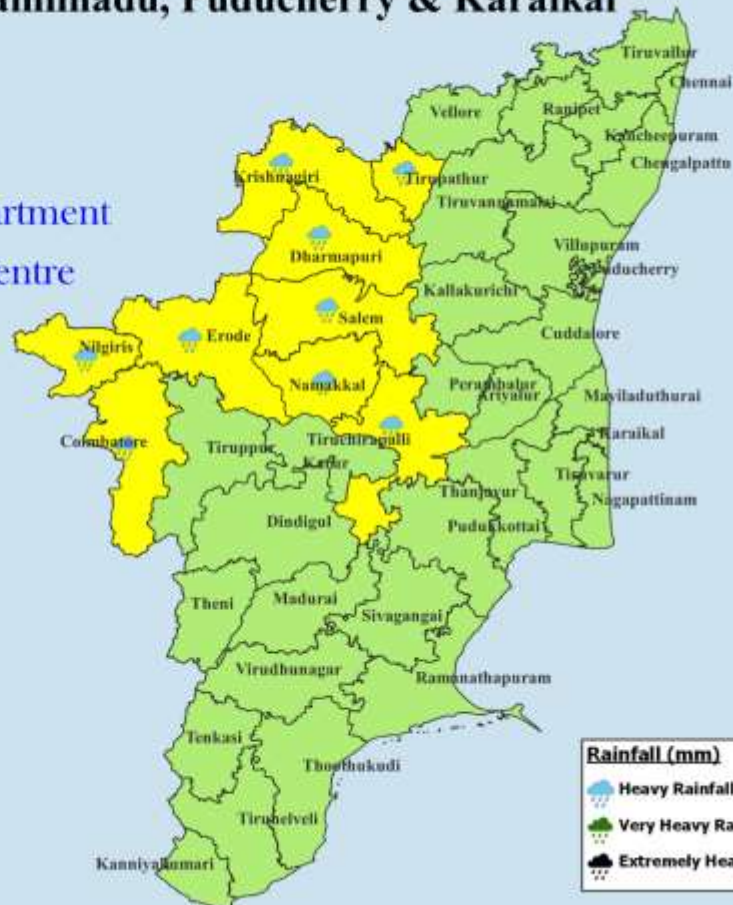 Puducherry & Karaikal
Tiruvallur
Chennai
Vellore
Ranipet
Kancheepuram
Chengalpattu
Krishnagiri
Tirupathur
Tiruvannamalai
Dharmapuri
Villupuram
Puducherry
Kallakurichi
Salem
Cuddalore
Erode
Nilgiris
Namakkal
Perambalur
Ariyalur
Mayiladuthurai
Coimbatore
Tiruppur
Tiruchirapalli
Karur
Karaikal
Tiruvarur
Thanjavur
Nagapattinam
Dindigul
Pudukkottai
Theni
Madurai
Sivagangai
Virudhunagar
Ramanathapuram
Tenkasi
Thoothukudi
Tirunelveli
Kanniyakumari
artment
entre
Rainfall (mm)
Heavy Rainfall
Very Heavy Ra
Extremely Hea